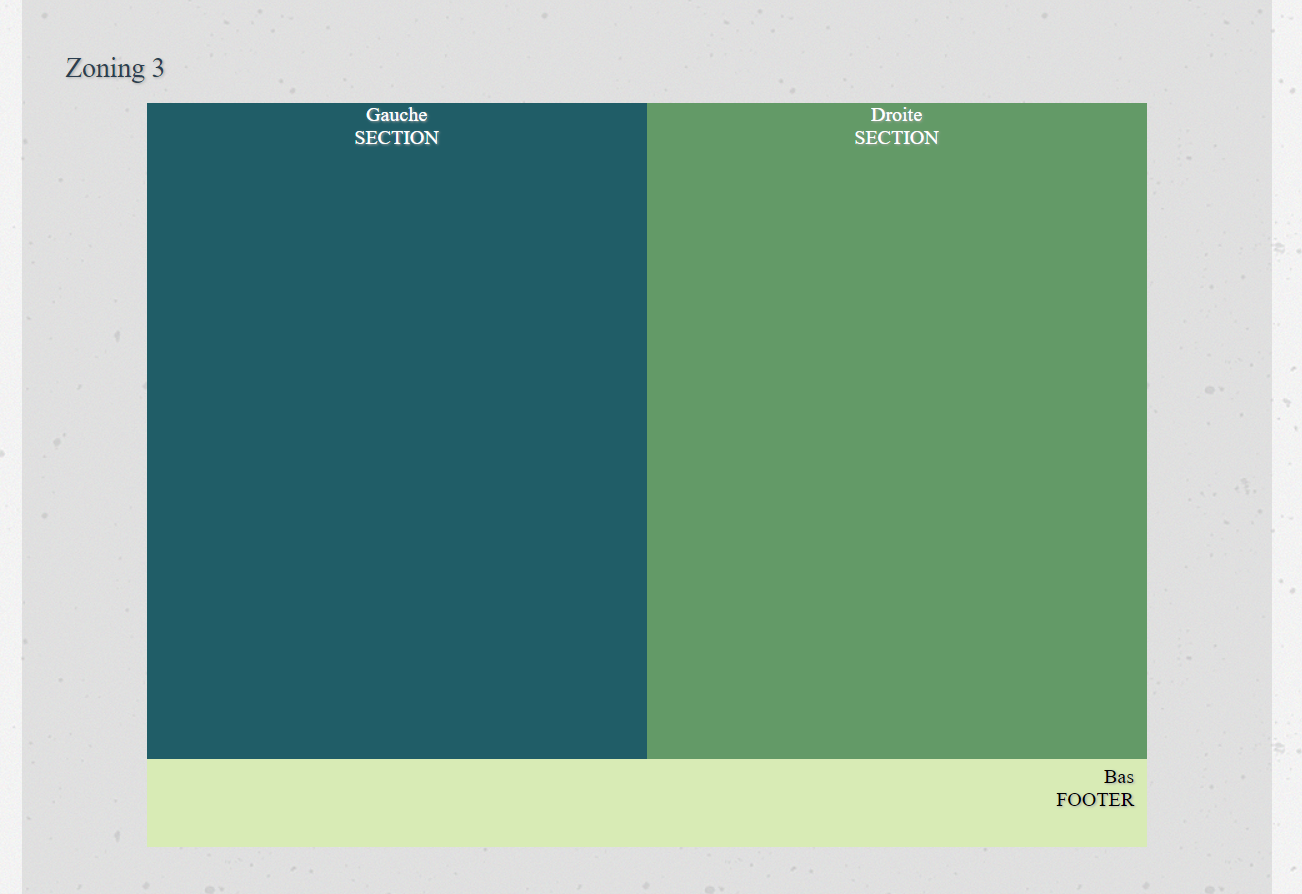 Zoning 3
Gauche
SECTION
Droite
SECTION
Bas
FOOTER